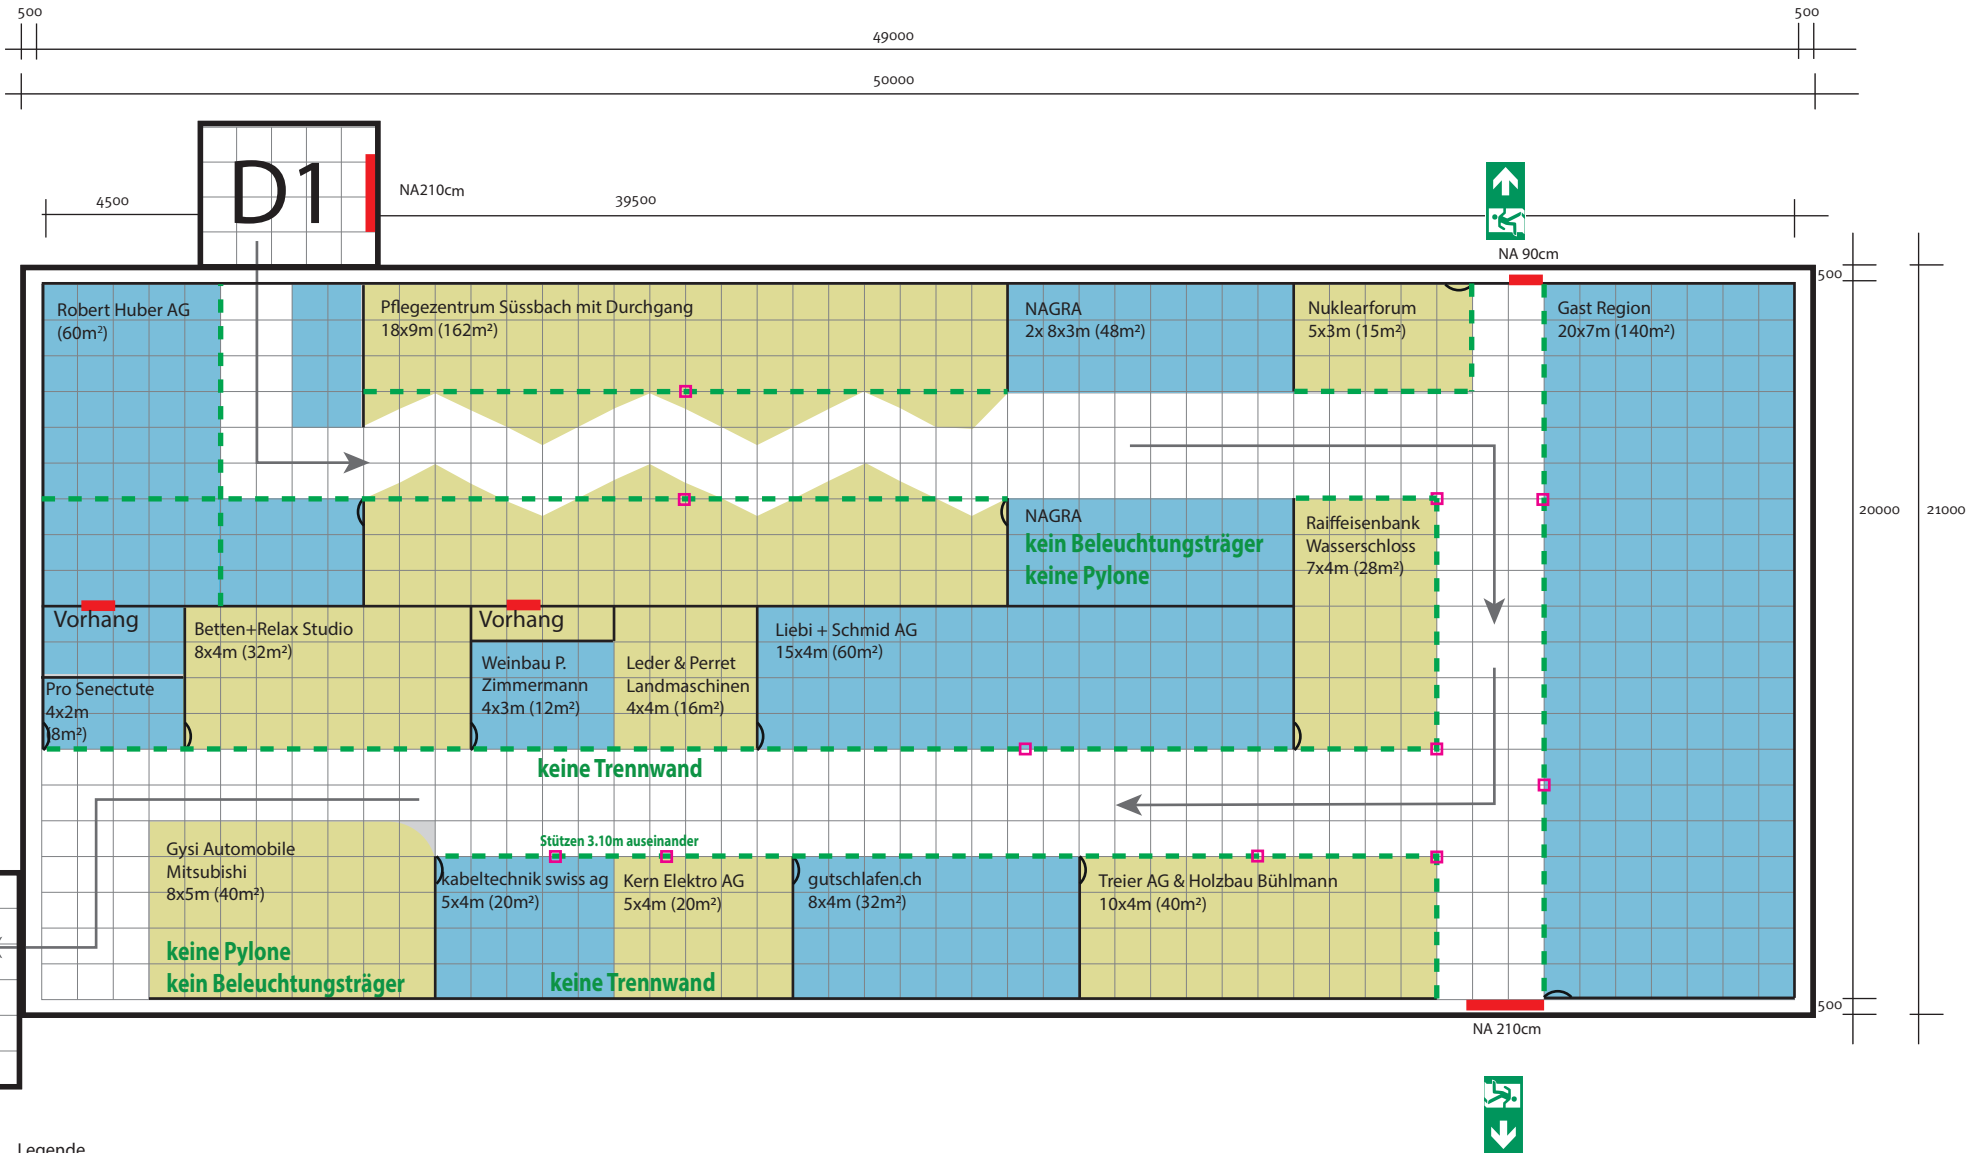 500
500
49000
50000
D1
NA210cm
4500
39500
NA 90cm
500
Robert Huber AG
(60m²)
Pflegezentrum Süssbach mit Durchgang
18x9m (162m²)
NAGRA
2x 8x3m (48m²)
Nuklearforum
5x3m (15m²)
Gast Region
20x7m (140m²)
20000
21000
NAGRA
kein Beleuchtungsträger
keine Pylone
Raiffeisenbank
Wasserschloss
7x4m (28m²)
Vorhang
Betten+Relax Studio
8x4m (32m²)
Vorhang
Weinbau P.
Zimmermann
4x3m (12m²)
Leder & Perret
Landmaschinen
4x4m (16m²)
Liebi + Schmid AG
15x4m (60m²)
Pro Senectute
4x2m
(8m²)
keine Trennwand
Stützen 3.10m auseinander
Gysi Automobile
Mitsubishi
8x5m (40m²)
keine Pylone
kein Beleuchtungsträger
kabeltechnik swiss ag
5x4m (20m²)
Kern Elektro AG
5x4m (20m²)
keine Trennwand
gutschlafen.ch
8x4m (32m²)
Treier AG & Holzbau Bühlmann
10x4m (40m²)
500
NA 210cm
Legende